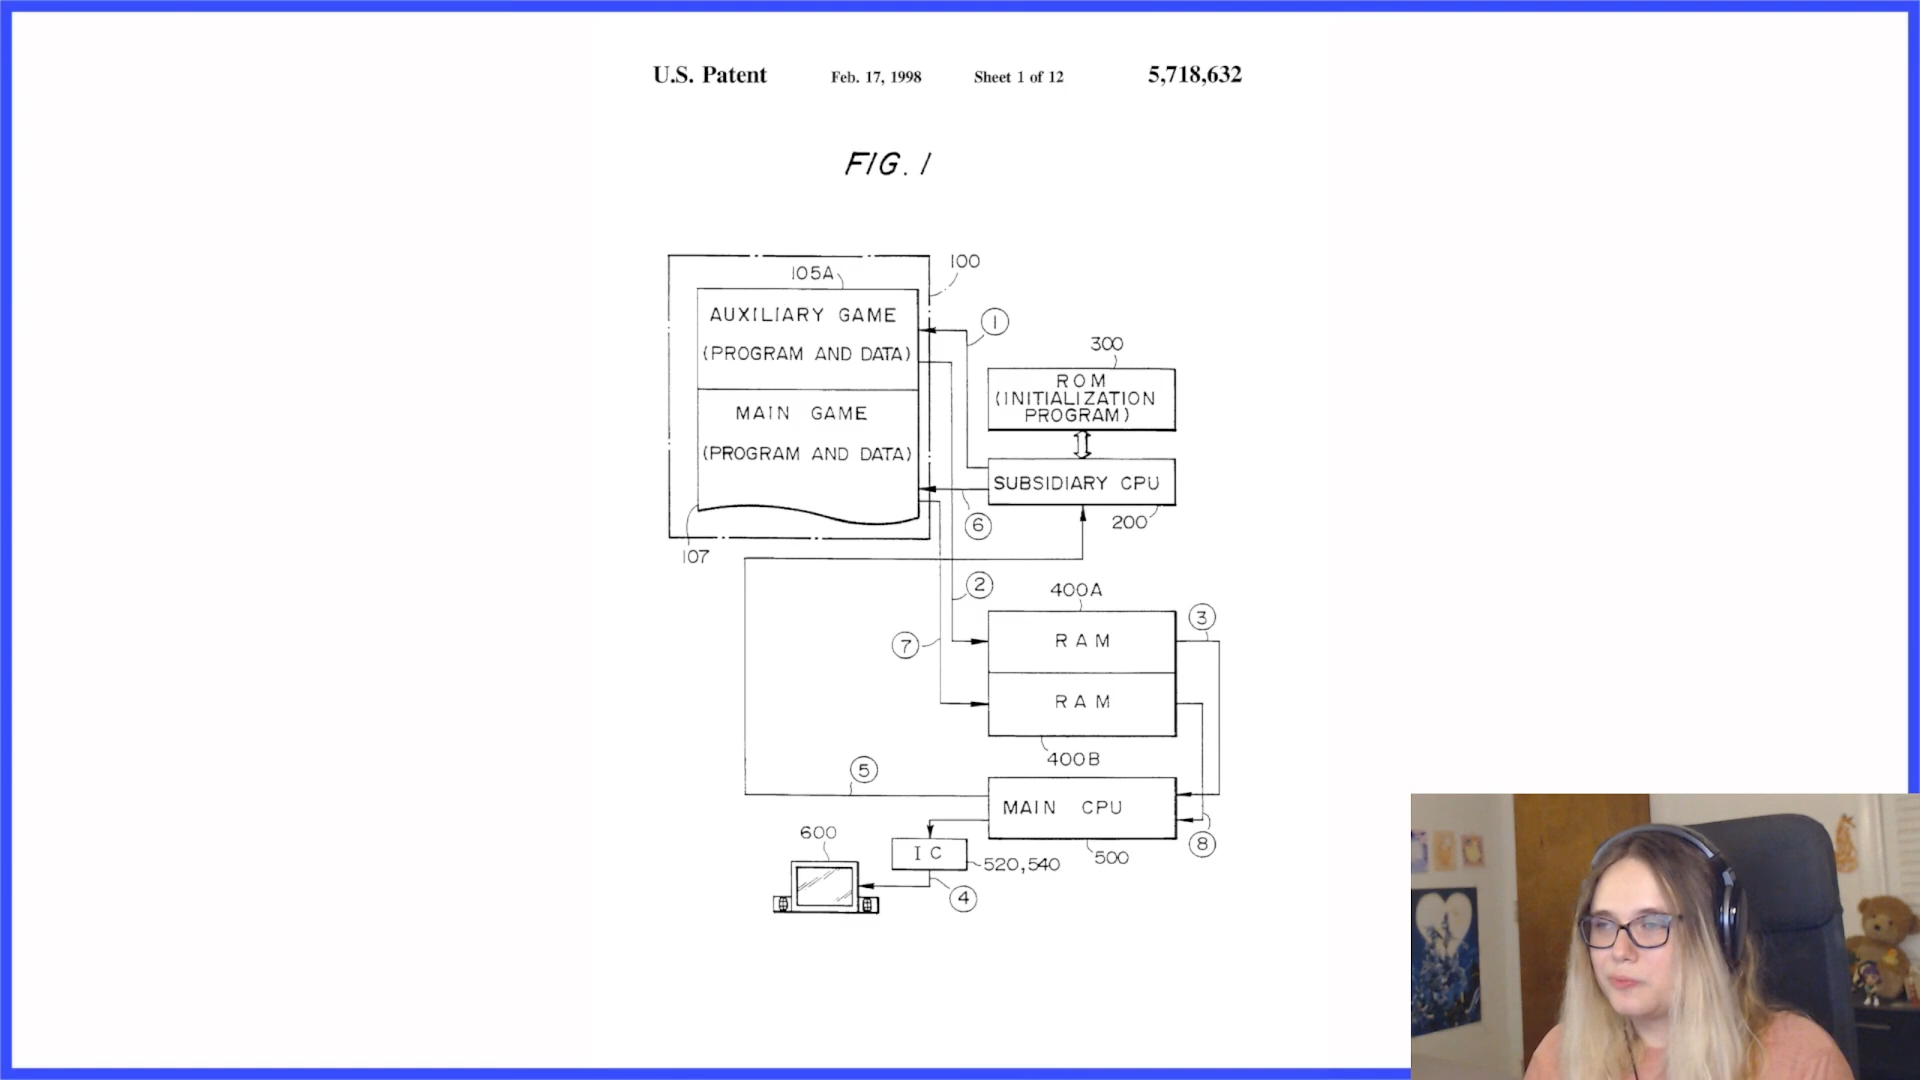 U.S. Patent Feb. 17, 1998 Sheet 1 of 12 5,718,632
FIG. 1
100
105A
AUXILIARY GAME
(PROGRAM AND DATA)
1
300
ROM
(INITIALIZATION
PROGRAM)
MAIN GAME
(PROGRAM AND DATA)
SUBSIDIARY CPU
6
200
107
2
400A
3
RAM
7
RAM
400B
5
MAIN CPU
600
8
IC
520,540
500
4